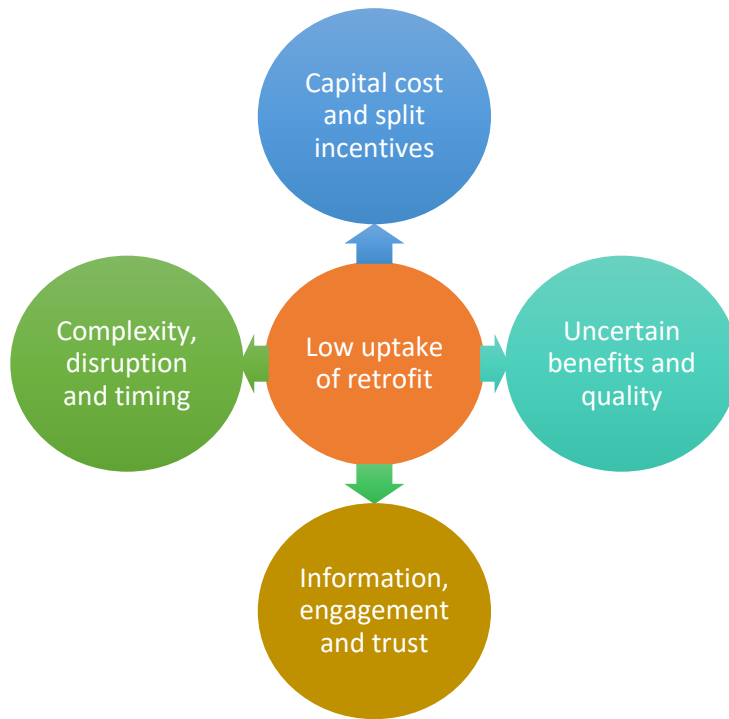 Capital cost
and split
incentives
Complexity,
disruption
and timing
Low uptake
of retrofit
Uncertain
benefits and
quality
Information,
engagement
and trust